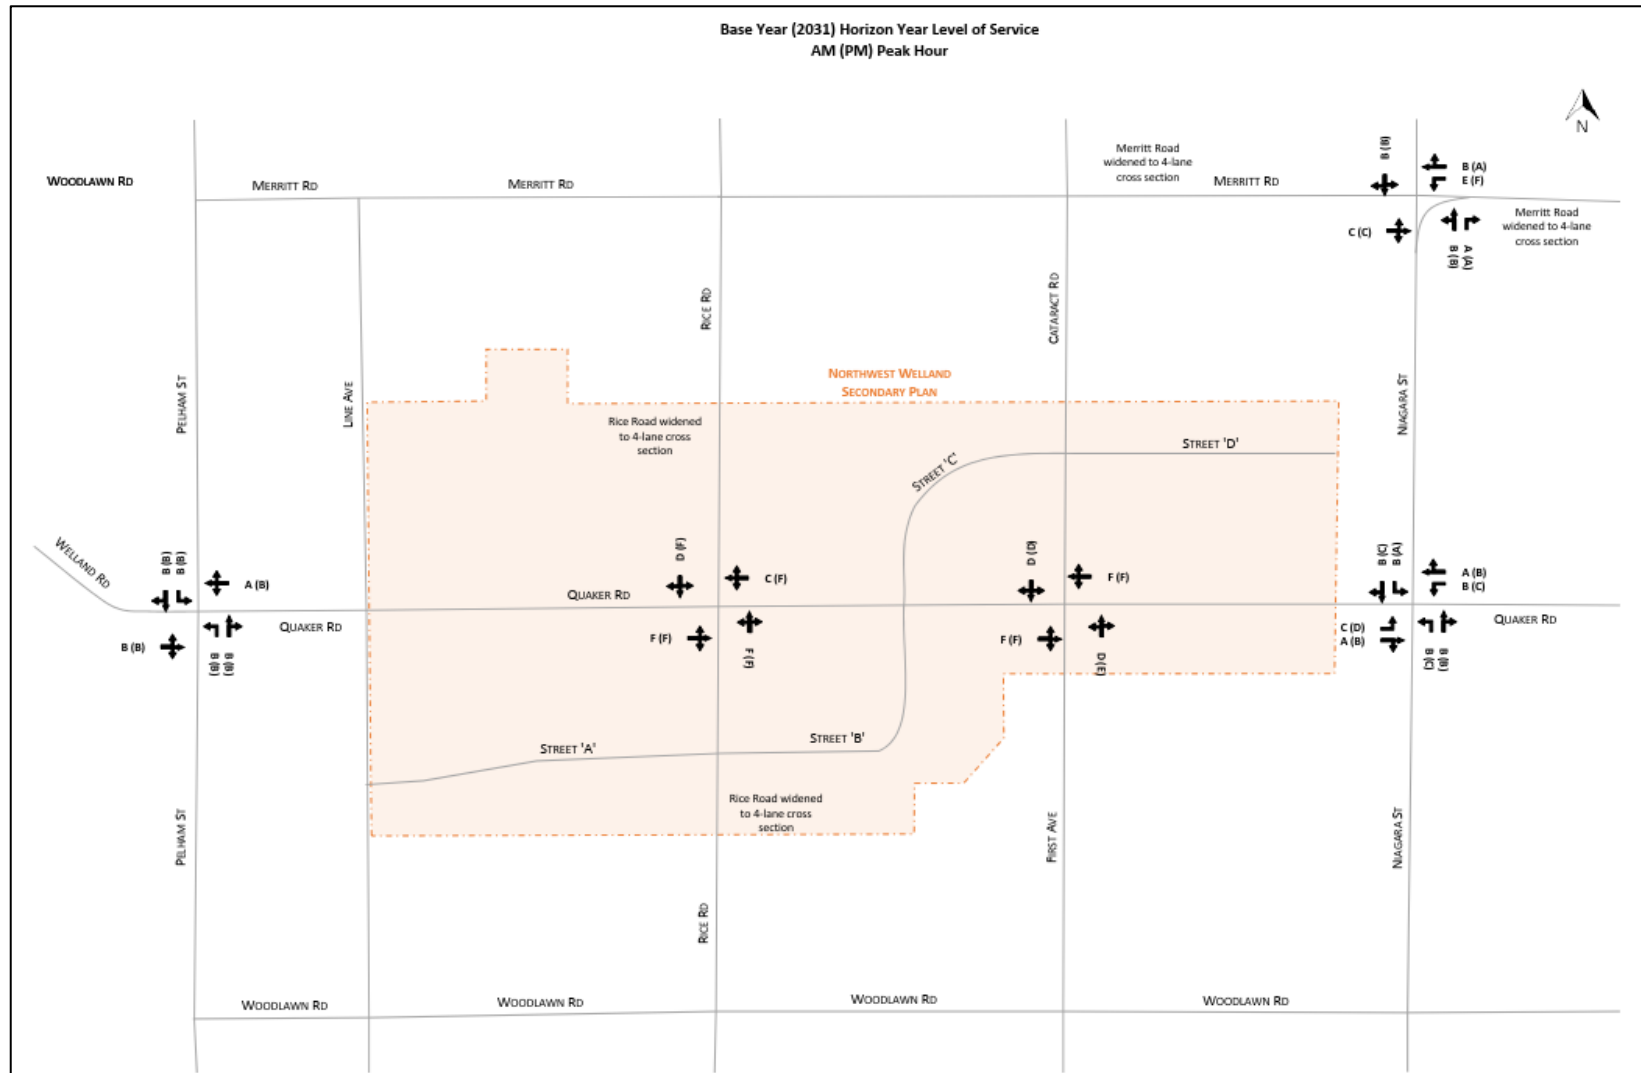 Base Year (2031) Horizon Year Level of Service
AM (PM) Peak Hour
N
WOODLAWN RD
MERRITT RD
MERRITT RD
Merritt Road
widened to 4-lane
cross section
MERRITT RD
B (B)
B (A)
E (F)
C (C)
B (B)
A (A)
Merritt Road
widened to 4-lane
cross section
RICE RD
CATARACT RD
PELHAM ST
LINE AVE
NIAGARA ST
NORTHWEST WELLAND
SECONDARY PLAN
Rice Road widened
to 4-lane cross
section
STREET 'C'
STREET 'D'
WELLAND RD
B (B)
B (B)
A (B)
B (B)
B (B)
B (B)
QUAKER RD
QUAKER RD
D (F)
C (F)
F (F)
F (F)
D (D)
F (F)
F (F)
D (E)
B (C)
B (A)
A (B)
B (C)
C (D)
A (B)
B (C)
B (B)
QUAKER RD
STREET 'A'
STREET 'B'
Rice Road widened
to 4-lane cross
section
PELHAM ST
RICE RD
FIRST AVE
NIAGARA ST
WOODLAWN RD
WOODLAWN RD
WOODLAWN RD
WOODLAWN RD